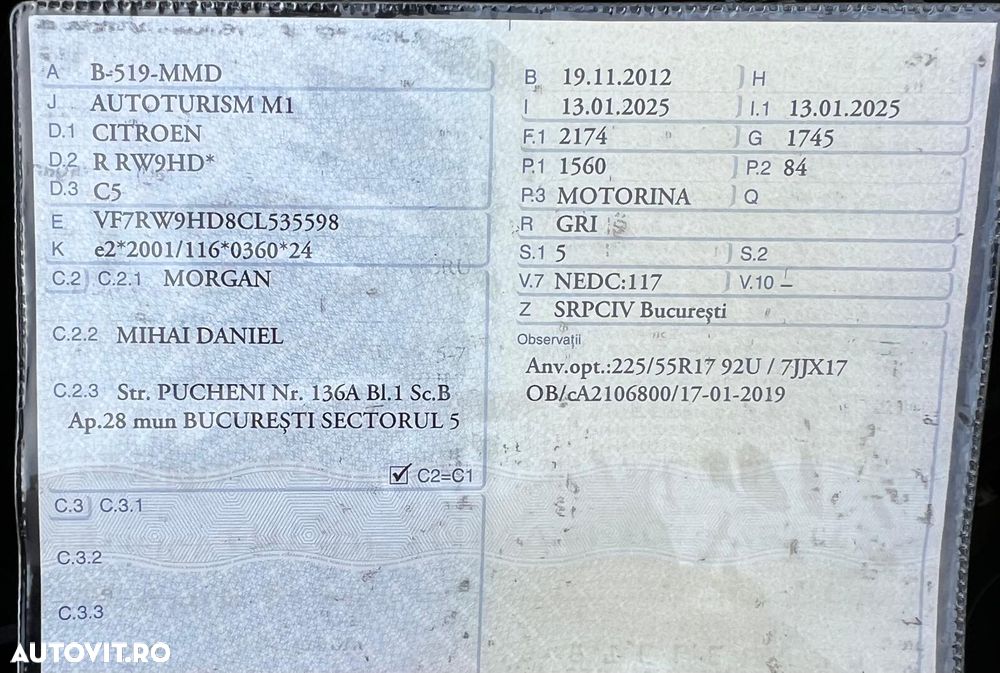 A B-519-MMD
J AUTOTURISM M1
D.1 CITROEN
D.2 R RW9HD*
D.3 C5
E VF7RW9HD8CL535598
K e2*2001/116*0360*24
C.2 C.2.1 MORGAN
C.2.2 MIHAI DANIEL
C.2.3 Str. PUCHENI Nr. 136A Bl.1 Sc.B
Ap.28 mun BUCUREŞTI SECTORUL 5
C2=C1
C.3 C.3.1
C.3.2
C.3.3
B 19.11.2012 H
I 13.01.2025 I.1 13.01.2025
F.1 2174 G 1745
P.1 1560 P.2 84
P.3 MOTORINA Q
R GRI
S.1 5 S.2
V.7 NEDC:117 V.10 –
Z SRPCIV Bucureşti
Observaţii
Anv.opt.:225/55R17 92U / 7JJX17
OB/cA2106800/17-01-2019
AUTOVIT.RO